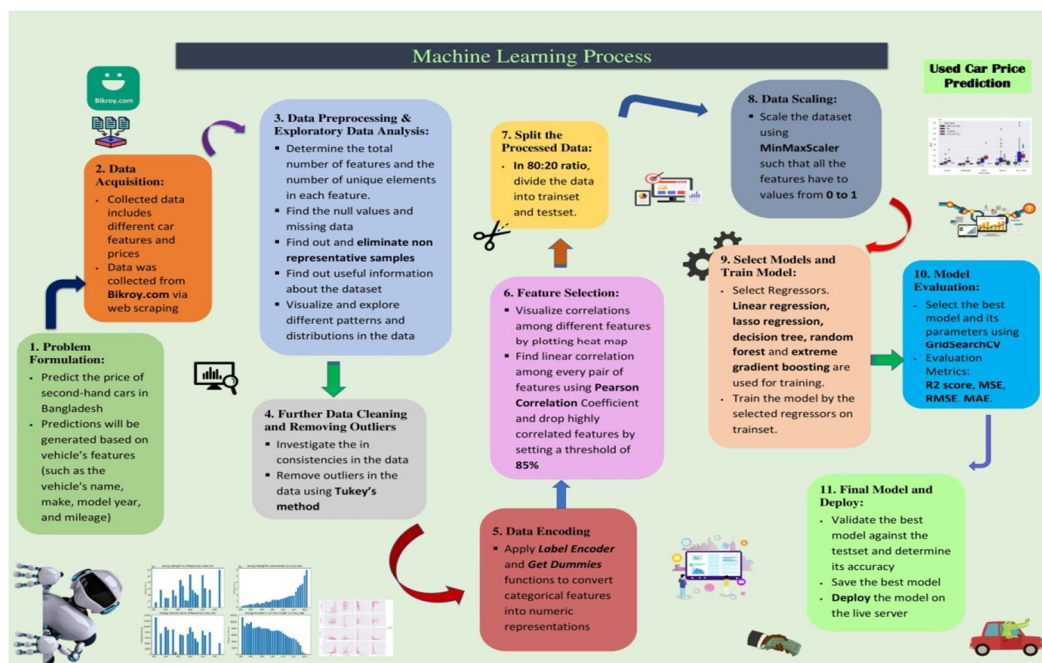 Machine Learning Process
Used Car Price
Prediction
Bikroy.com
1. Problem
Formulation:
Predict the price of
second-hand cars in
Bangladesh
Predictions will be
generated based on
vehicle's features
(such as the
vehicle's name,
make, model year,
and mileage)
2. Data
Acquisition:
Collected data
includes
different car
features and
prices
Data was
collected from
Bikroy.com via
web scraping
3. Data Preprocessing &
Exploratory Data Analysis:
Determine the total
number of features and the
number of unique elements
in each feature.
Find the null values and
missing data
Find out and eliminate non
representative samples
Find out useful information
about the dataset
Visualize and explore
different patterns and
distributions in the data
4. Further Data Cleaning
and Removing Outliers
Investigate the in
consistencies in the data
Remove outliers in the
data using Tukey's
method
5. Data Encoding
Apply Label Encoder
and Get Dummies
functions to convert
categorical features
into numeric
representations
6. Feature Selection:
Visualize correlations
among different features
by plotting heat map
Find linear correlation
among every pair of
features using Pearson
Correlation Coefficient
and drop highly
correlated features by
setting a threshold of
85%
7. Split the
Processed Data:
In 80:20 ratio,
divide the data
into trainset
and testset.
8. Data Scaling:
Scale the dataset
using
MinMaxScaler
such that all the
features have to
values from 0 to 1
9. Select Models and
Train Model:
Select Regressors.
Linear regression,
lasso regression,
decision tree, random
forest and extreme
gradient boosting are
used for training.
Train the model by the
selected regressors on
trainset.
10. Model
Evaluation:
Select the best
model and its
parameters using
GridSearchCV
Evaluation
Metrics:
R2 score, MSE,
RMSE. MAE.
11. Final Model and
Deploy:
Validate the best
model against the
testset and determine
its accuracy
Save the best model
Deploy the model on
the live server